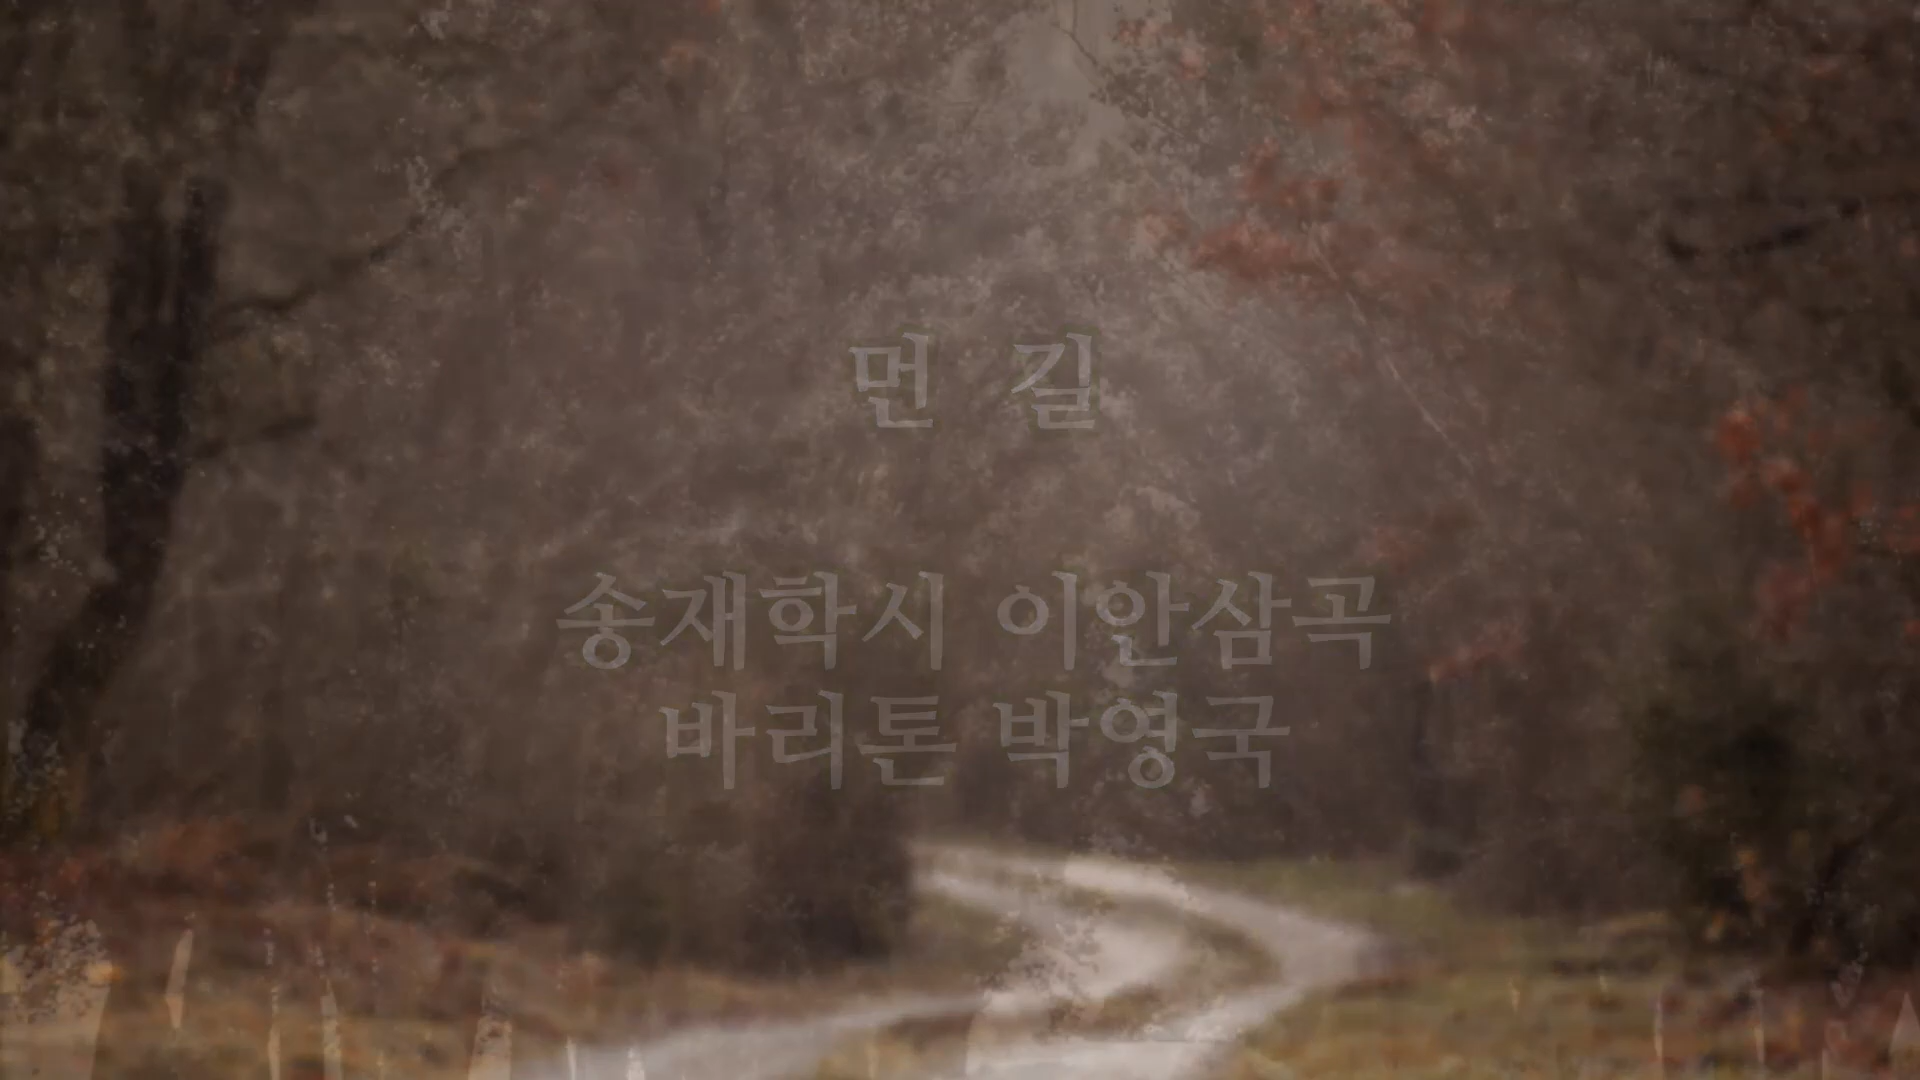 먼 길
송재학시 이안삼곡
바리톤 박영국